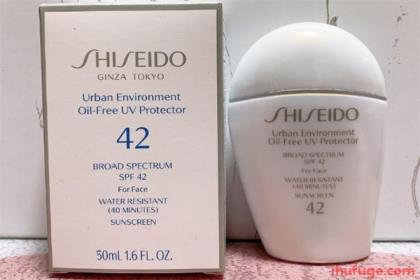 SHISEIDO
GINZA TOKYO
Urban Environment
Oil-Free UV Protector
42
BROAD SPECTRUM
SPF 42
For Face
WATER RESISTANT
(40 MINUTES)
SUNSCREEN
50mL 1.6 FL. OZ.
SHISEIDO
Urban Environment
Oil-Free UV Protector
BROAD SPECTRUM
SPF 42
For Face
WATER RESISTANT
(40 MINUTES)
SUNSCREEN
42
lhufuge.com